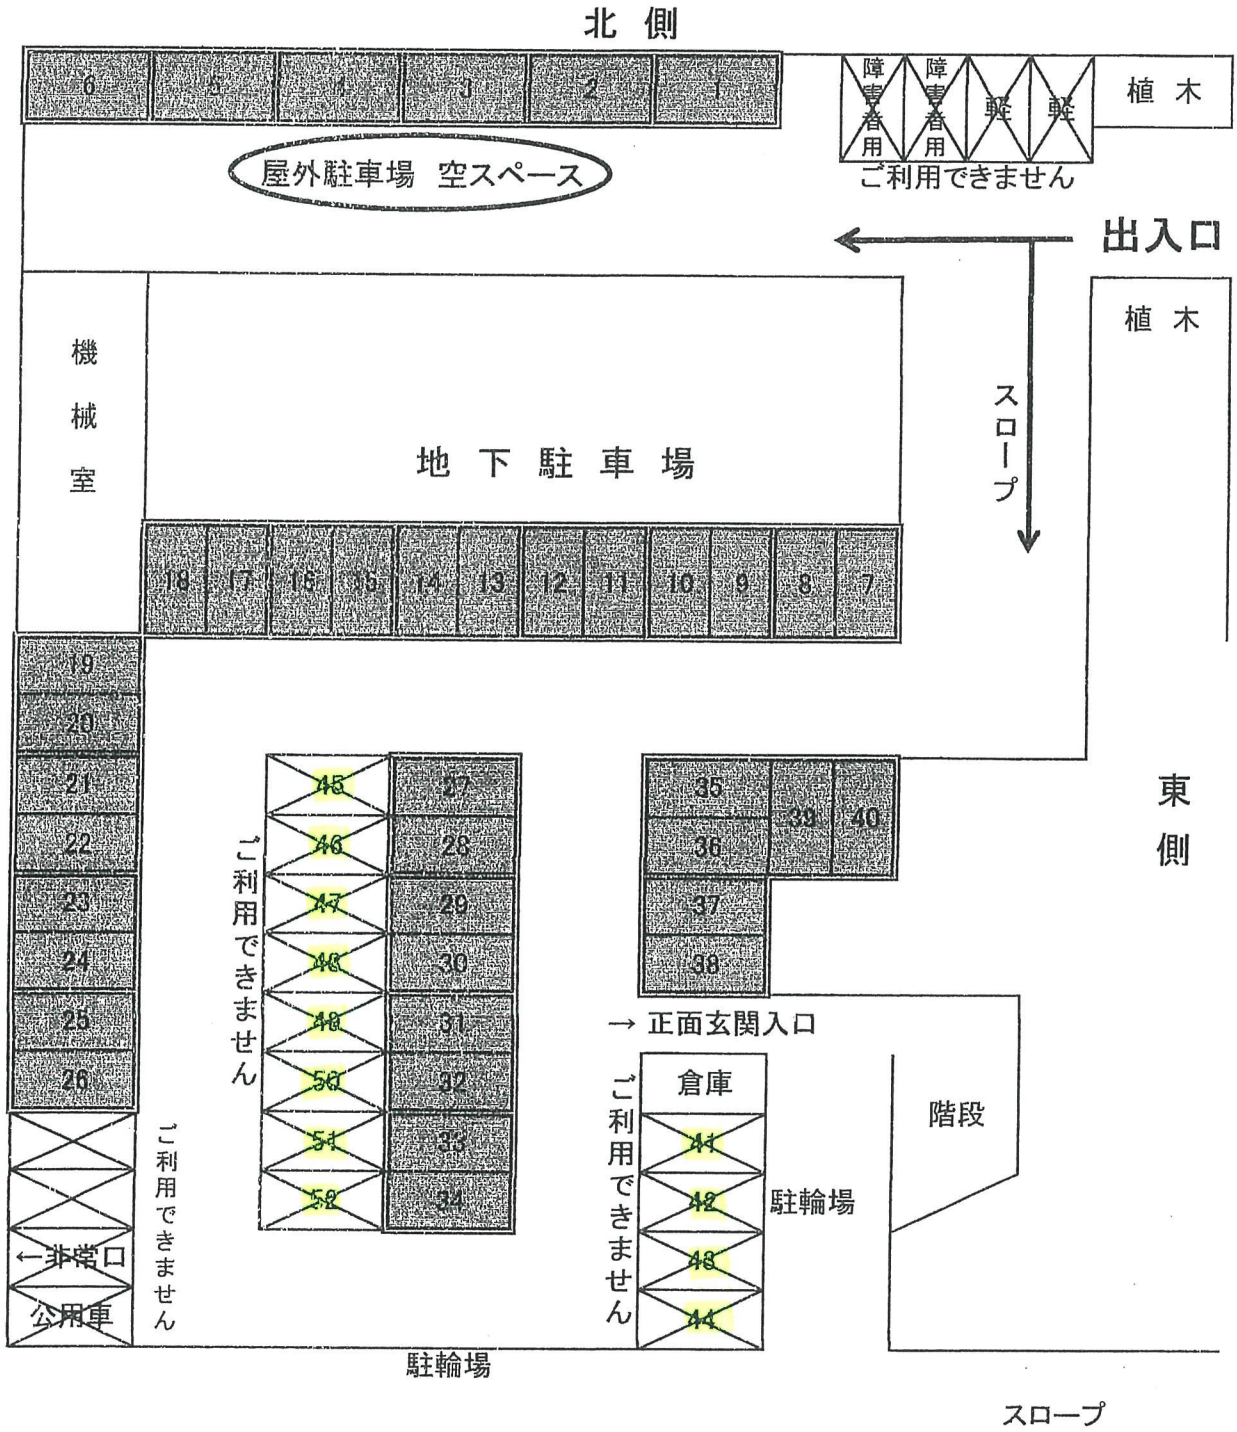 北側
6 5 4 3 2 1
障害者用 障害者用 軽 軽
植木
屋外駐車場 空スペース
ご利用できません
出入口
植木
機械室
スロープ
地下駐車場
18 17 16 15 14 13 12 11 10 9 8 7
19
20
21
22
23
24
25
26
ご利用できません
←非常口
公用車
ご利用できません
45
46
47
48
49
50
51
52
27
28
29
30
31
32
33
34
35
36
37
38
39 40
東側
→ 正面玄関入口
ご利用できません
倉庫
41
42
43
44
駐輪場
階段
駐輪場
スロープ